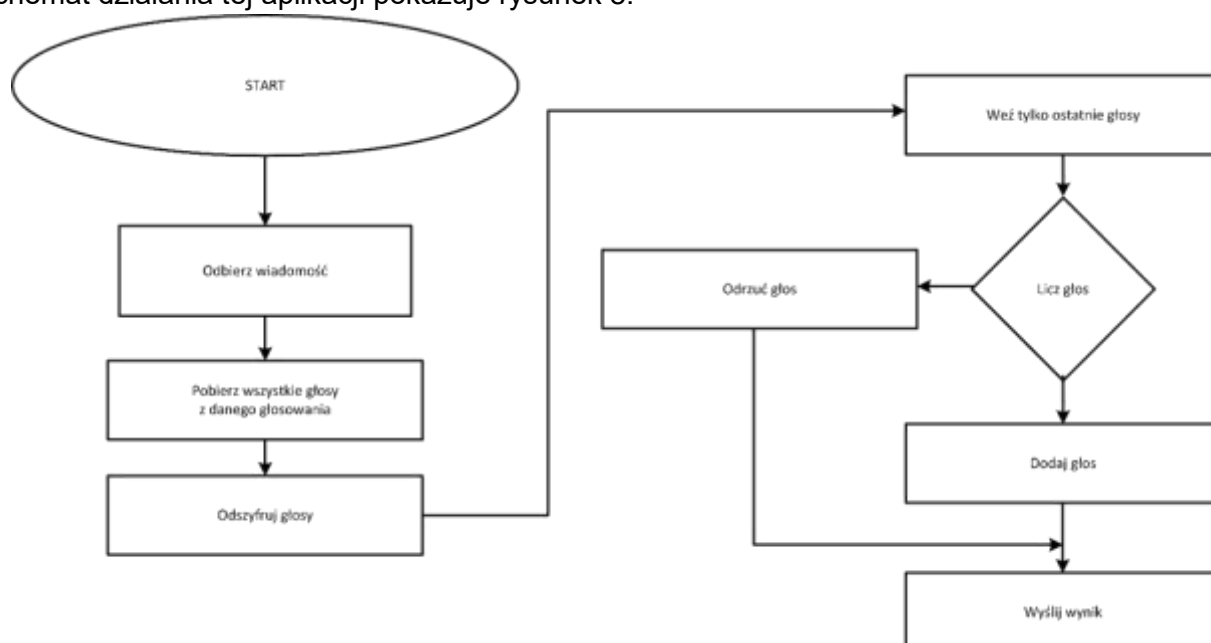 schemat działania tej aplikacji pokazuje rysunek
START
Odbierz wiadomość
Pobierz wszystkie głosy
z danego głosowania
Odszyfruj głosy
Weź tylko ostatnie głosy
Licz głos
Odrzuć głos
Dodaj głos
Wyślij wynik